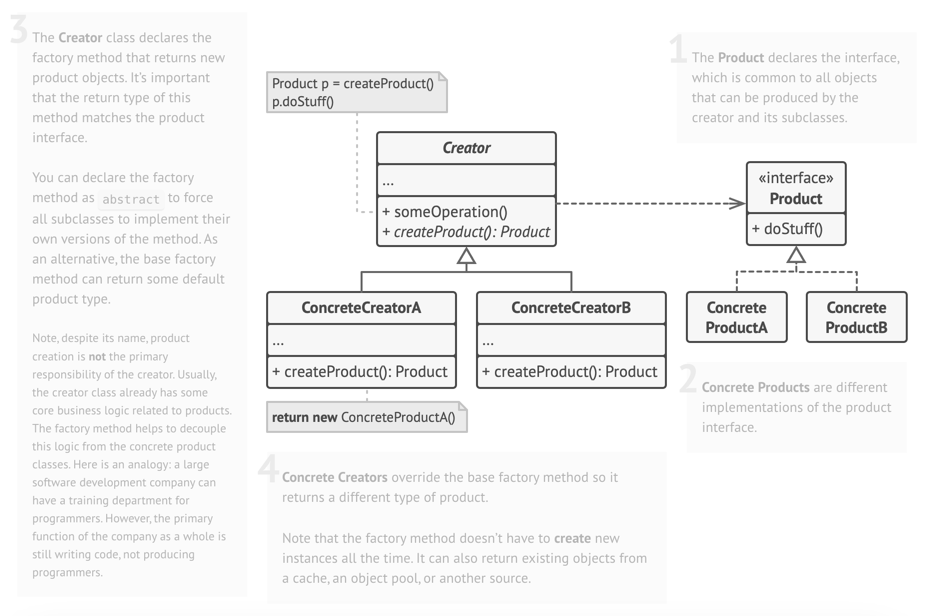 3
The Creator class declares the
factory method that returns new
product objects. It's important
that the return type of this
method matches the product
interface.
You can declare the factory
method as abstract to force
all subclasses to implement their
own versions of the method. As
an alternative, the base factory
method can return some default
product type.
Note, despite its name, product
creation is not the primary
responsibility of the creator. Usually,
the creator class already has some
core business logic related to products.
The factory method helps to decouple
this logic from the concrete product
classes. Here is an analogy: a large
software development company can
have a training department for
programmers. However, the primary
function of the company as a whole is
still writing code, not producing
programmers.
Product p = createProduct()
p.doStuff()
Creator
...
+ someOperation()
+ createProduct(): Product
ConcreteCreatorA
...
+ createProduct(): Product
ConcreteCreatorB
...
+ createProduct(): Product
return new ConcreteProductA()
1
The Product declares the interface,
which is common to all objects
that can be produced by the
creator and its subclasses.
«interface»
Product
+ doStuff()
Concrete
ProductA
Concrete
ProductB
2
Concrete Products are different
implementations of the product
interface.
4
Concrete Creators override the base factory method so it
returns a different type of product.
Note that the factory method doesn't have to create new
instances all the time. It can also return existing objects from
a cache, an object pool, or another source.